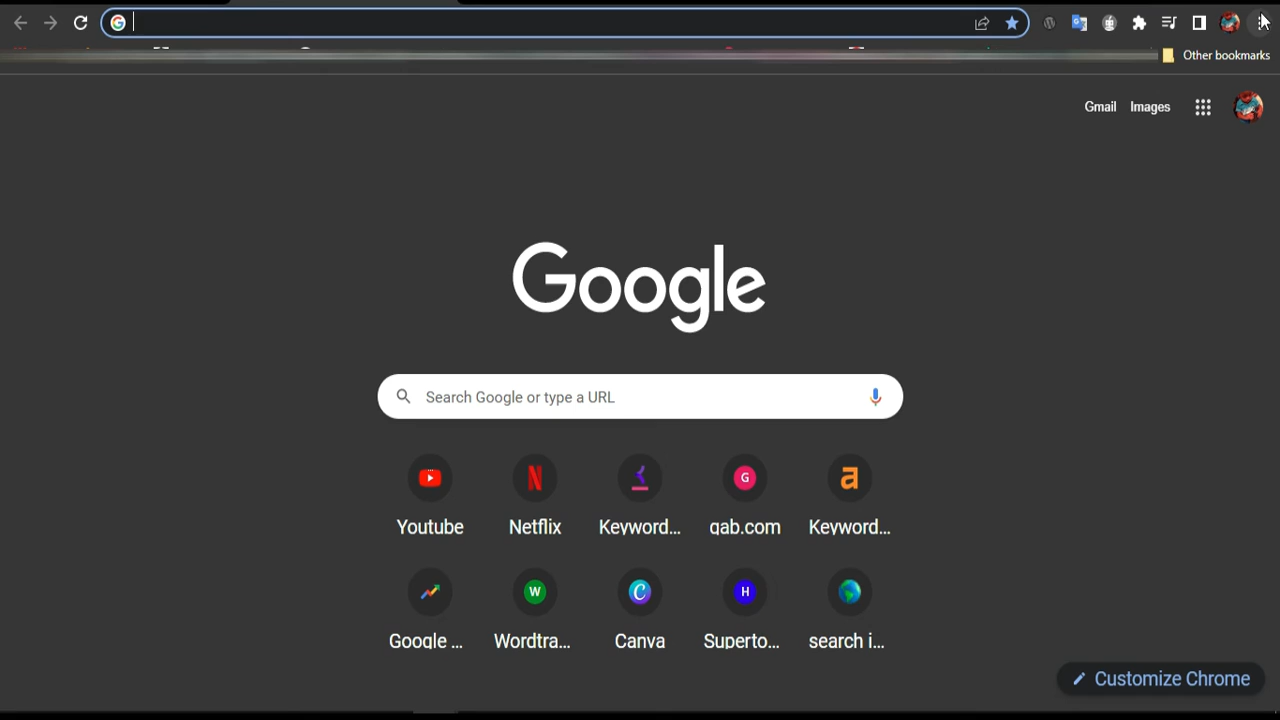 Other bookmarks
Gmail Images
Google
Search Google or type a URL
Youtube Netflix Keyword... gab.com Keyword...
Google ... Wordtra... Canva Superto... search i...
Customize Chrome